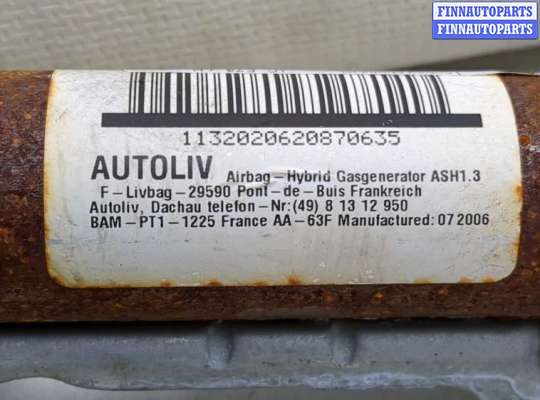 FINNAUTOPARTS
FINNAUTOPARTS
1132020620870635
AUTOLIV Airbag-Hybrid Gasgenerator ASH1.3
F-Livbag-29590 Pont-de-Buis Frankreich
Autoliv, Dachau telefon-Nr:(49) 8 13 12 950
BAM-PT1-1225 France AA-63F Manufactured: 07 2006